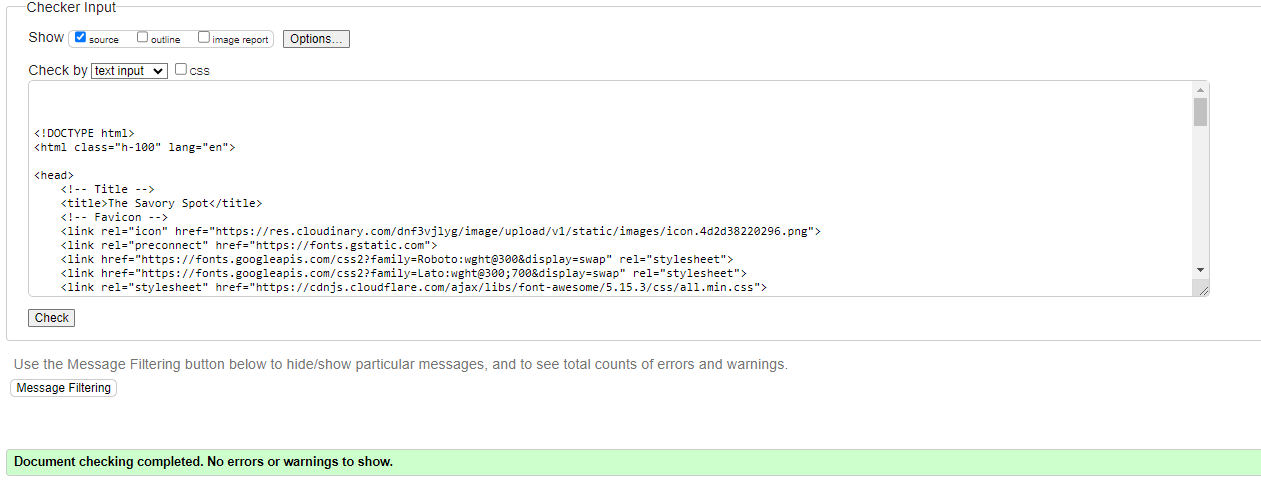 Checker Input
Show source outline image report Options...
Check by text input css
<!DOCTYPE html>
<html class="h-100" lang="en">
<head>
<!-- Title -->
<title>The Savory Spot</title>
<!-- Favicon -->
<link rel="icon" href="https://res.cloudinary.com/dnf3vjlyg/image/upload/v1/static/images/icon.4d2d38220296.png">
<link rel="preconnect" href="https://fonts.gstatic.com">
<link href="https://fonts.googleapis.com/css2?family=Roboto:wght@300&display=swap" rel="stylesheet">
<link href="https://fonts.googleapis.com/css2?family=Lato:wght@300;700&display=swap" rel="stylesheet">
<link rel="stylesheet" href="https://cdnjs.cloudflare.com/ajax/libs/font-awesome/5.15.3/css/all.min.css">
Check
Use the Message Filtering button below to hide/show particular messages, and to see total counts of errors and warnings.
Message Filtering
Document checking completed. No errors or warnings to show.